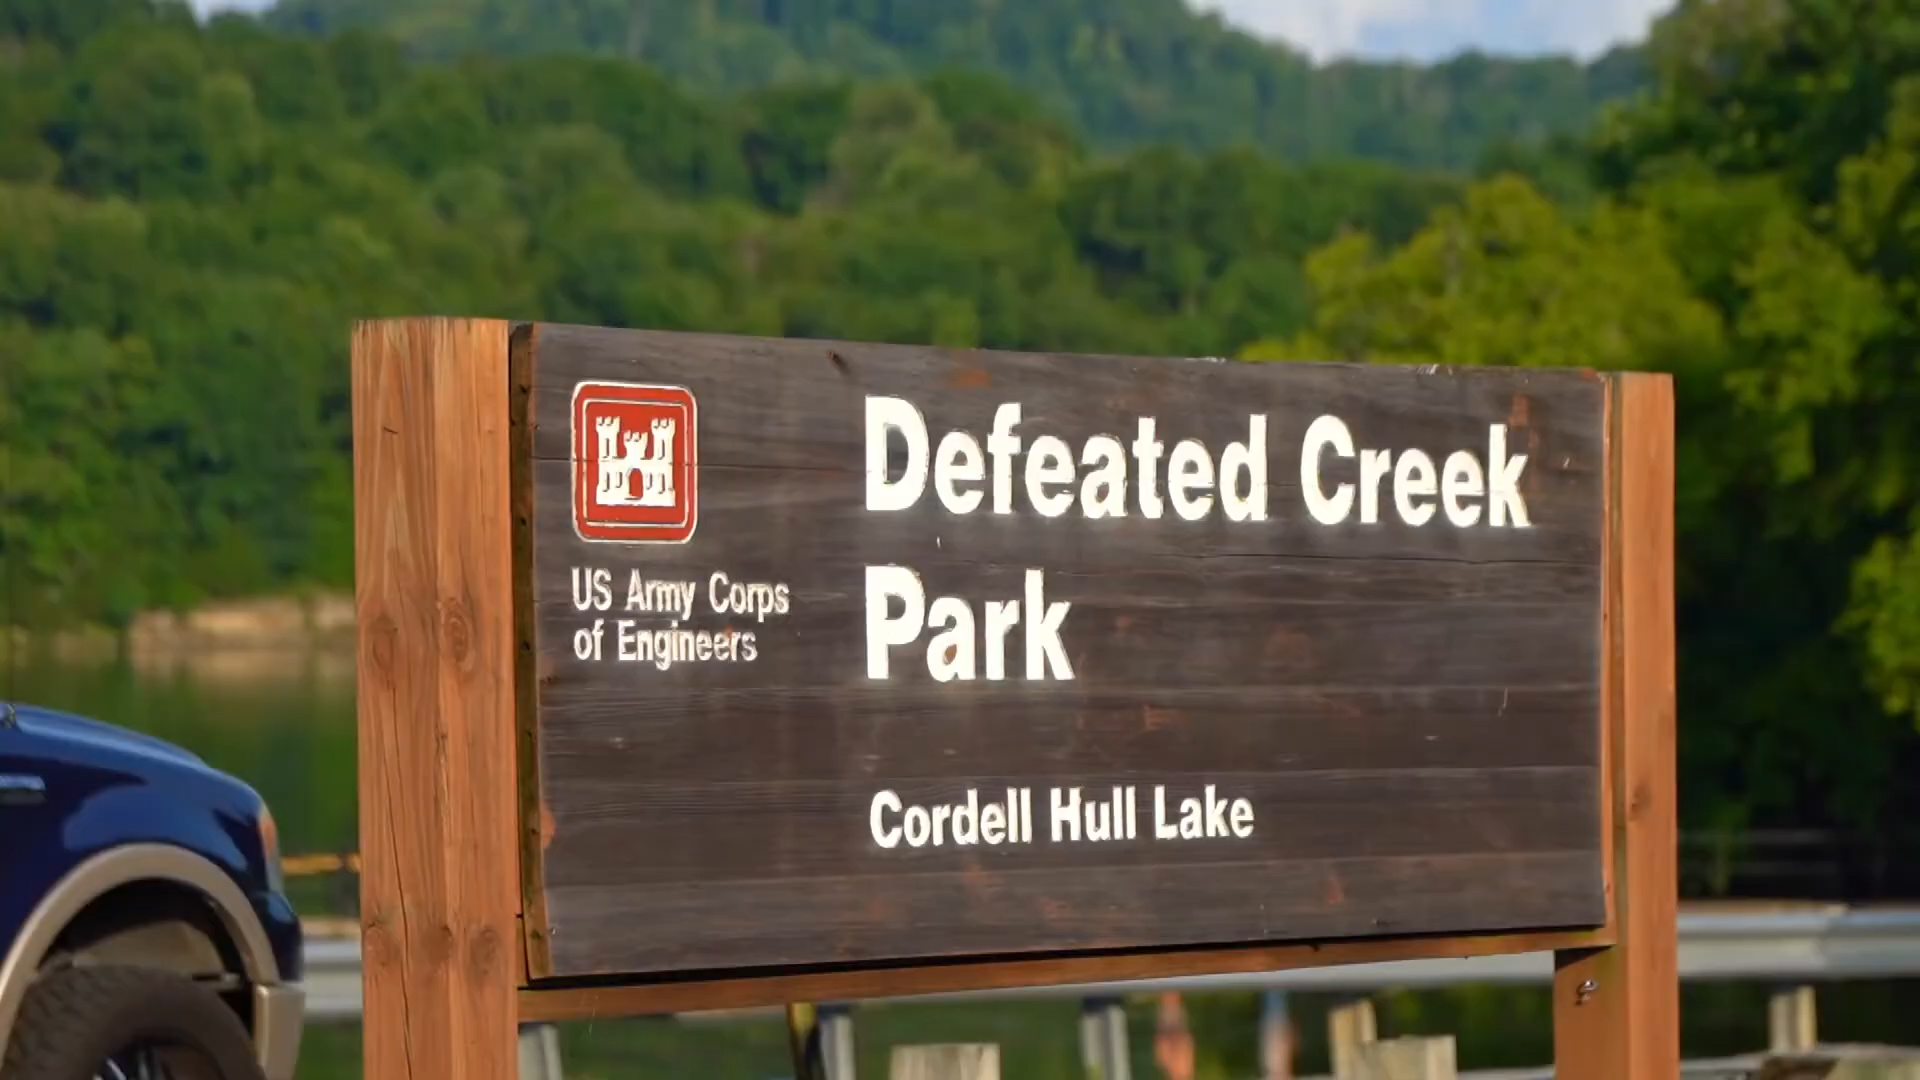 Defeated Creek
Park
US Army Corps
of Engineers
Cordell Hull Lake